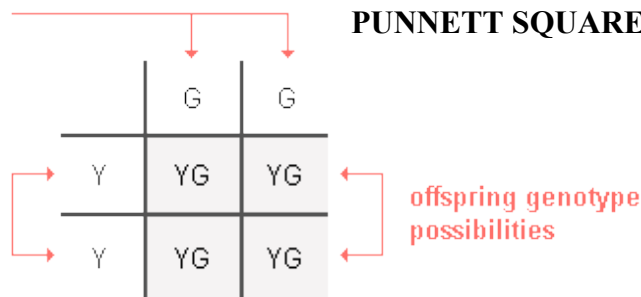 PUNNETT SQUARE
G G
Y YG YG
offspring genotype
possibilities
Y YG YG